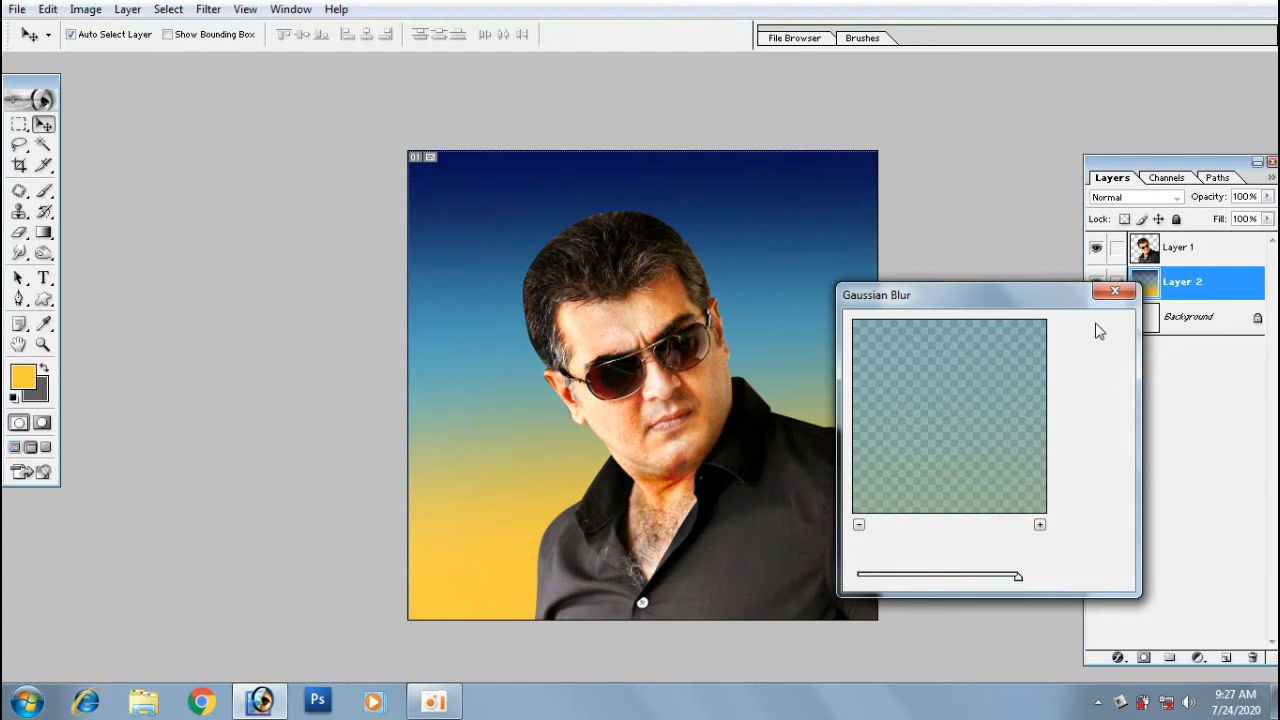 File Edit Image Layer Select Filter View Window Help
Auto Select Layer Show Bounding Box File Browser Brushes
01
Layers Channels Paths
Normal Opacity: 100%
Lock: Fill: 100%
Layer 1
Layer 2
Background
Gaussian Blur
T
Ps
9:27 AM
7/24/2020